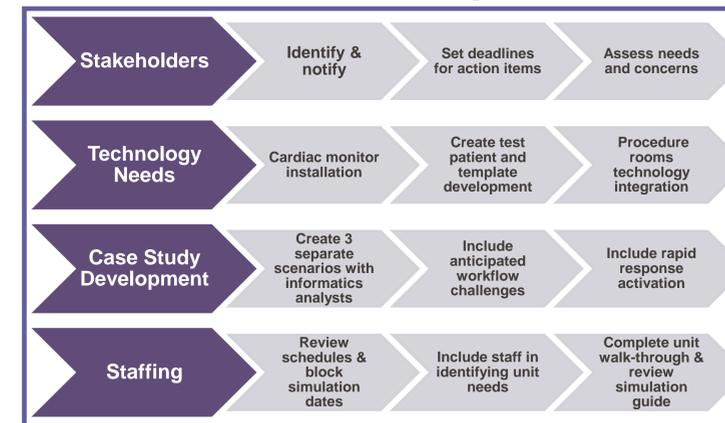 Stakeholders
Identify &
notify
Set deadlines
for action items
Assess needs
and concerns
Technology
Needs
Cardiac monitor
installation
Create test
patient and
template
development
Procedure
rooms
technology
integration
Case Study
Development
Create 3
separate
scenarios with
informatics
analysts
Include
anticipated
workflow
challenges
Include rapid
response
activation
Staffing
Review
schedules &
block
simulation
dates
Include staff in
identifying unit
needs
Complete unit
walk-through &
review
simulation
guide